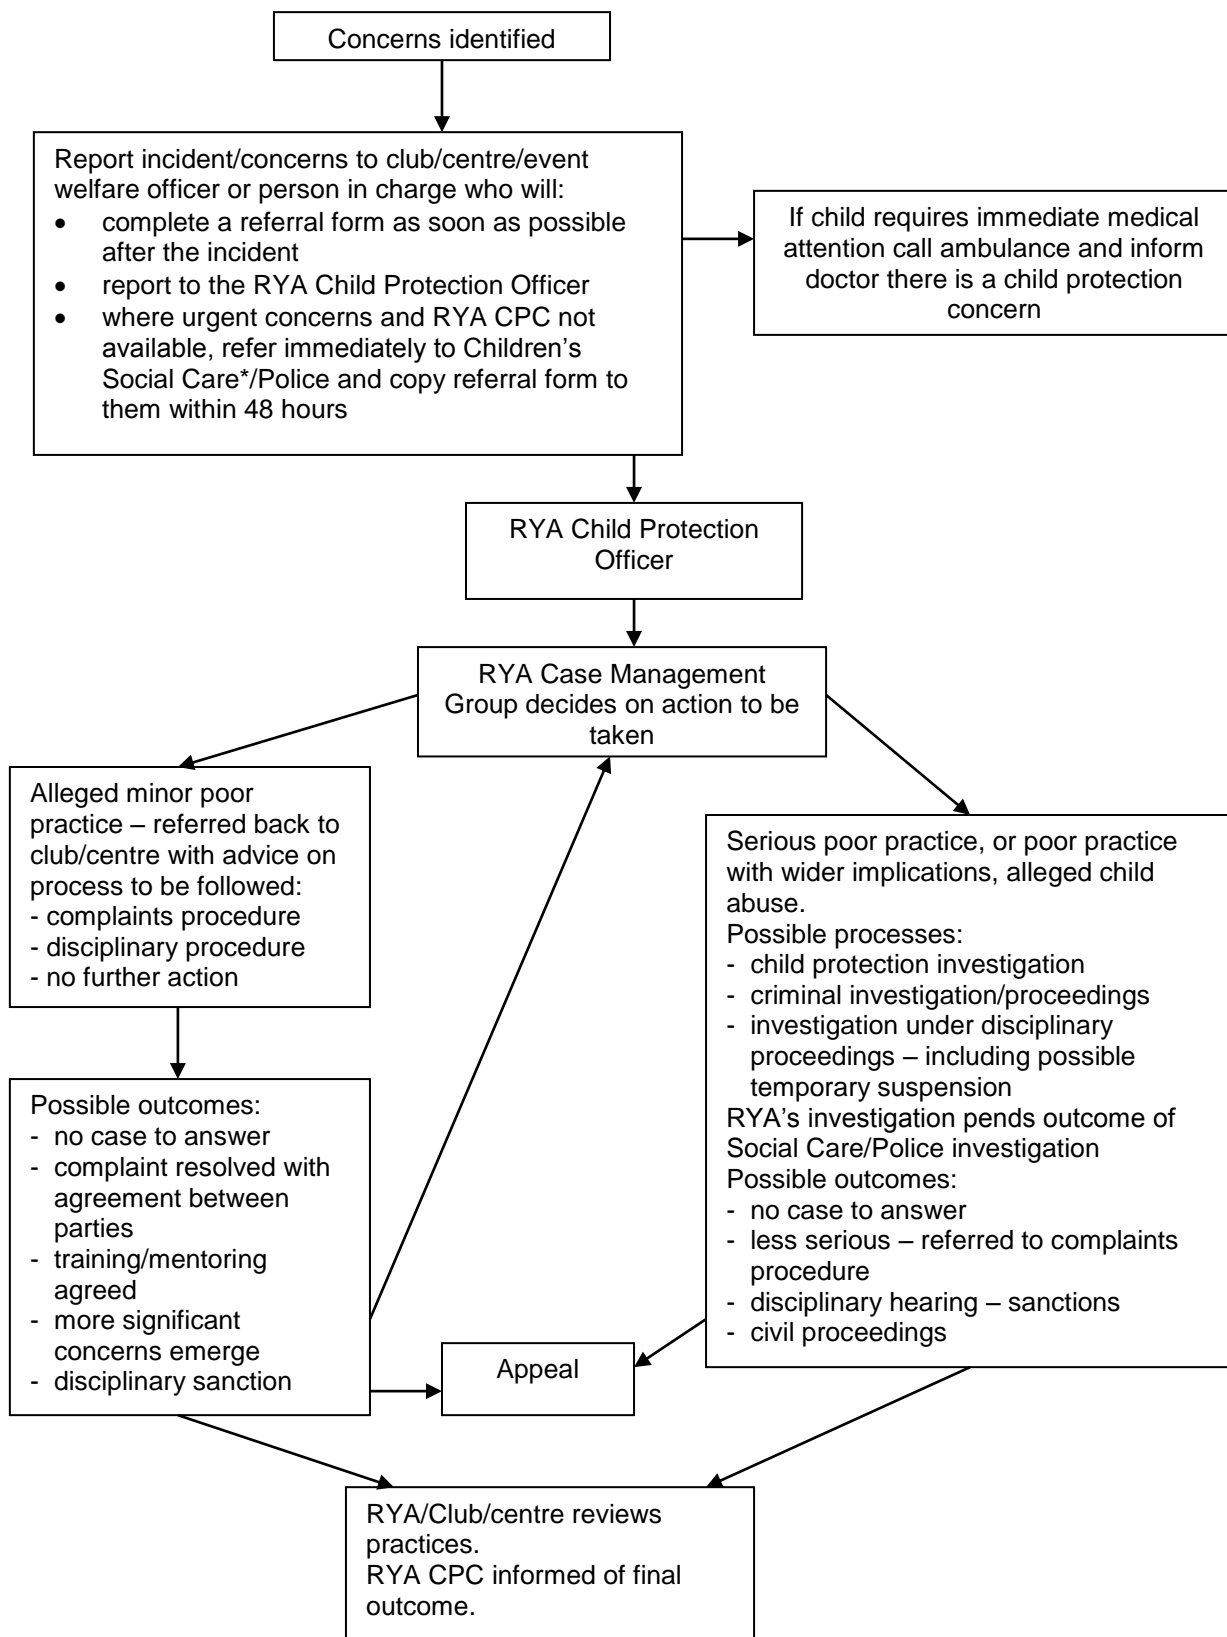 Concerns identified
Report incident/concerns to club/centre/event
welfare officer or person in charge who will:
• complete a referral form as soon as possible
after the incident
• report to the RYA Child Protection Officer
• where urgent concerns and RYA CPC not
available, refer immediately to Children’s
Social Care*/Police and copy referral form to
them within 48 hours
If child requires immediate medical
attention call ambulance and inform
doctor there is a child protection
concern
RYA Child Protection
Officer
RYA Case Management
Group decides on action to be
taken
Alleged minor poor
practice – referred back to
club/centre with advice on
process to be followed:
- complaints procedure
- disciplinary procedure
- no further action
Serious poor practice, or poor practice
with wider implications, alleged child
abuse.
Possible processes:
- child protection investigation
- criminal investigation/proceedings
- investigation under disciplinary
proceedings – including possible
temporary suspension
RYA’s investigation pends outcome of
Social Care/Police investigation
Possible outcomes:
- no case to answer
- less serious – referred to complaints
procedure
- disciplinary hearing – sanctions
- civil proceedings
Possible outcomes:
- no case to answer
- complaint resolved with
agreement between
parties
- training/mentoring
agreed
- more significant
concerns emerge
- disciplinary sanction
Appeal
RYA/Club/centre reviews
practices.
RYA CPC informed of final
outcome.